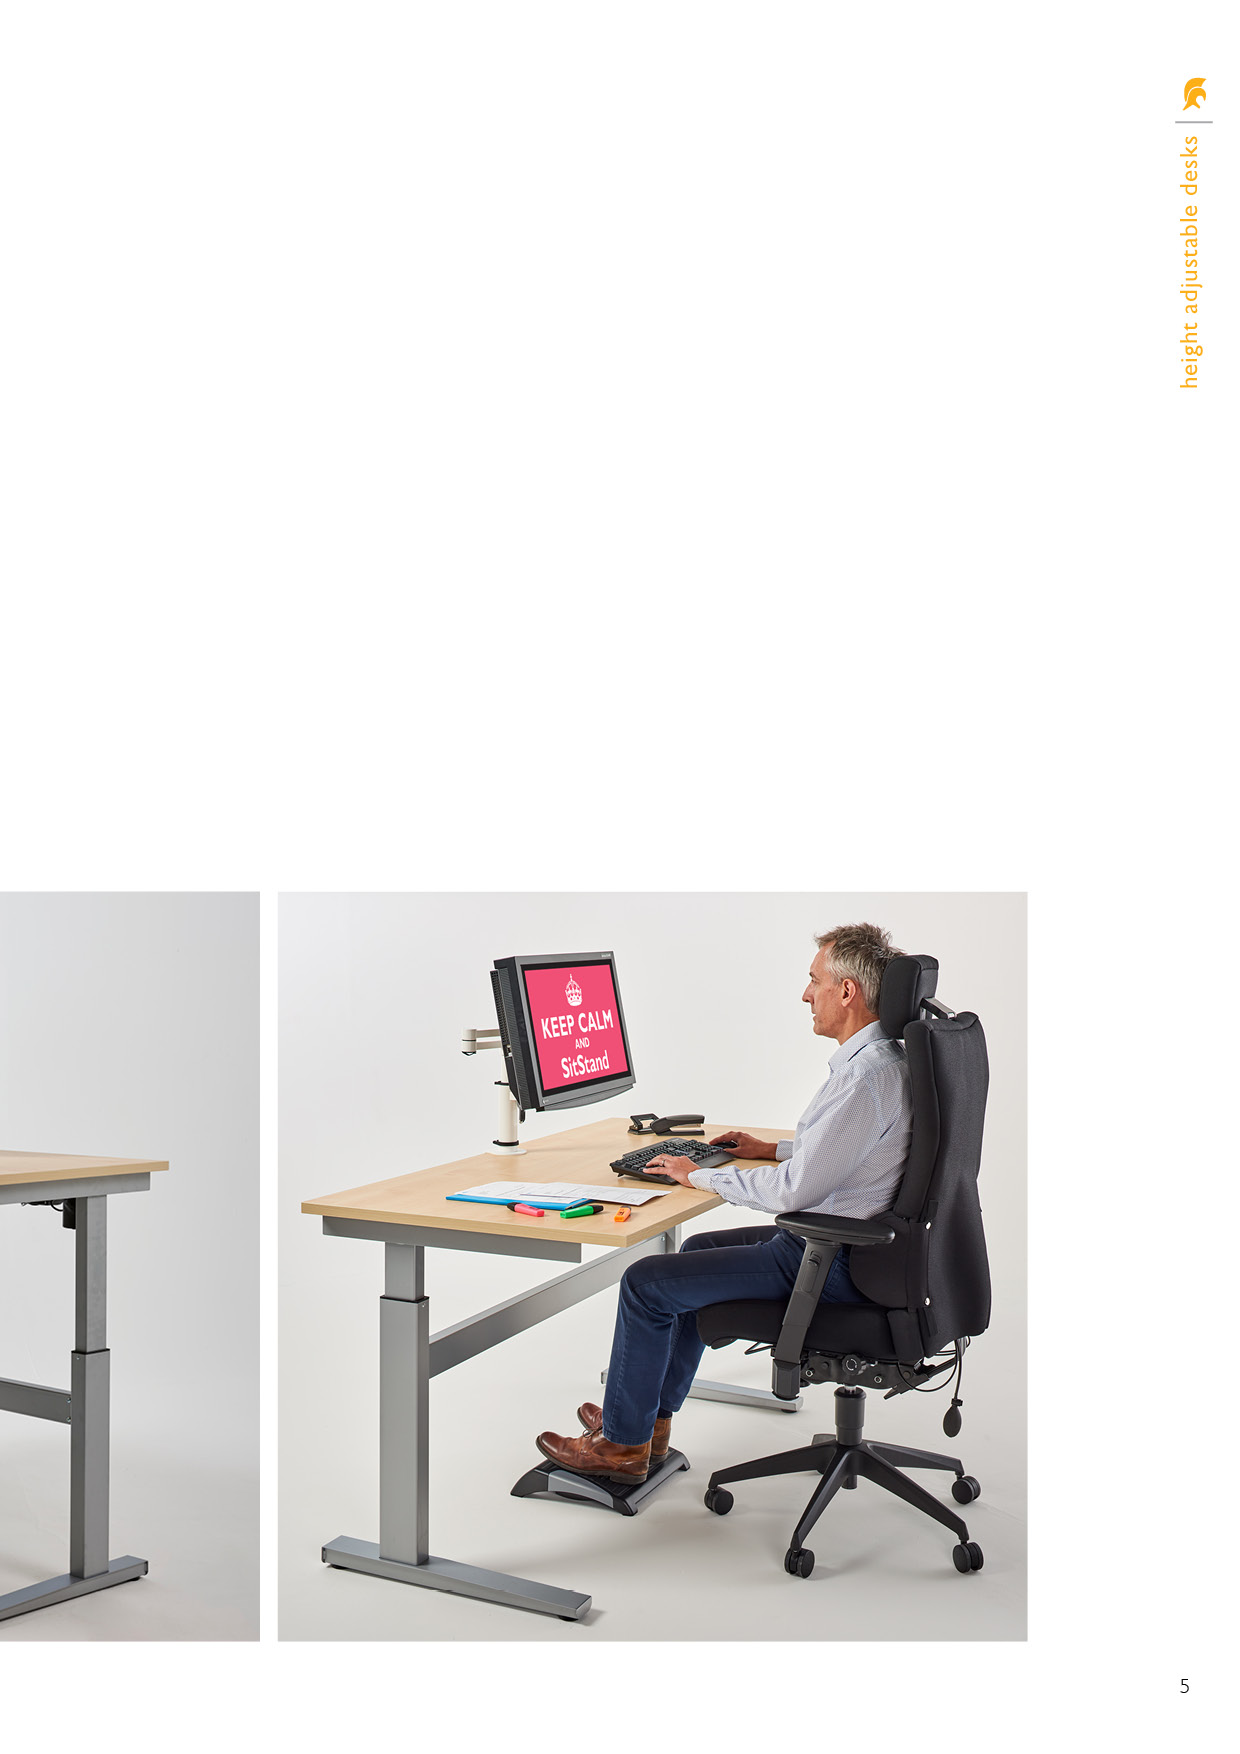 height adjustable desks
KEEP CALM
AND
SitStand
5